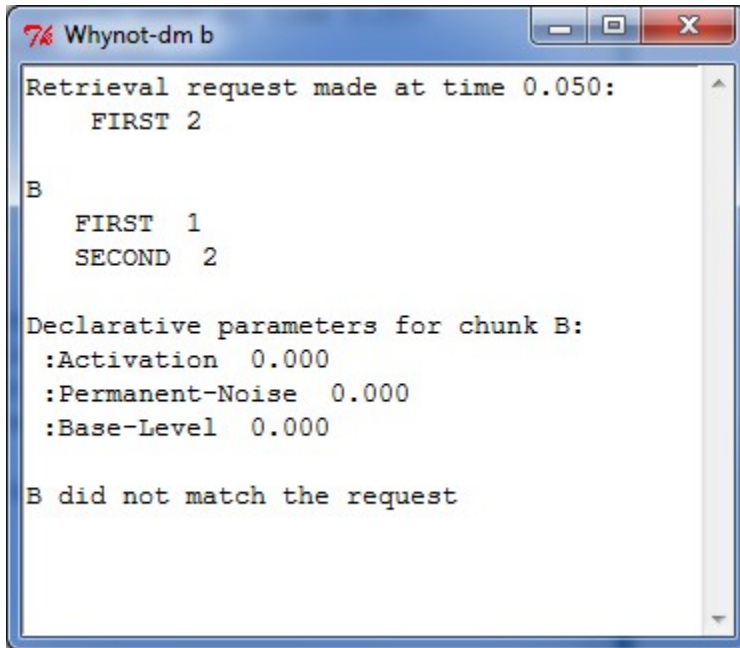 Whynot-dm b
Retrieval request made at time 0.050:
    FIRST 2
B
   FIRST  1
   SECOND  2
Declarative parameters for chunk B:
 :Activation  0.000
 :Permanent-Noise  0.000
 :Base-Level  0.000
B did not match the request